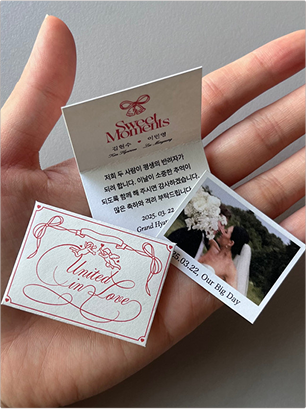 Sweet
Moments
김현수 · 이민영
Kim Hyunsu Lee Minyoung
저희 두 사람이 평생의 반려자가
되려 합니다. 이날이 소중한 추억이
되도록 함께 해 주시면 감사하겠습니다.
많은 축하와 격려 부탁드립니다.
2025. 03. 22
Grand Hy
25.03.22, Our Big Day
United
in Love